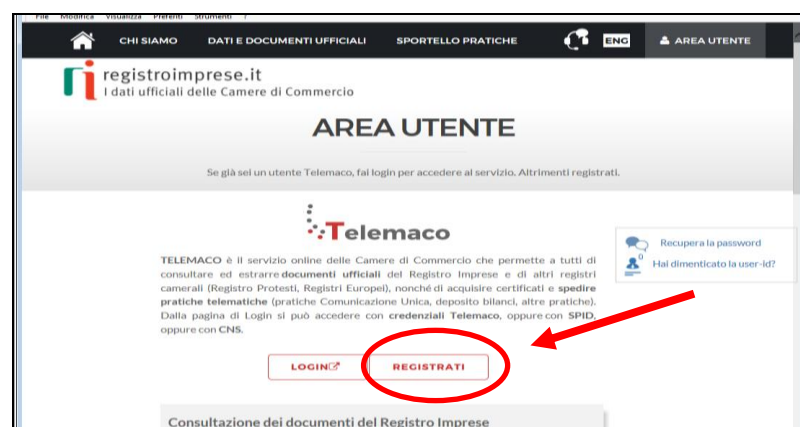 File Modifica Visualizza Preferiti Strumenti ?
CHI SIAMO DATI E DOCUMENTI UFFICIALI SPORTELLO PRATICHE ENG AREA UTENTE
registroimprese.it
I dati ufficiali delle Camere di Commercio
AREA UTENTE
Se già sei un utente Telemaco, fai login per accedere al servizio. Altrimenti registrati.
Telemaco
Recupera la password
Hai dimenticato la user-id?
TELEMACO è il servizio online delle Camere di Commercio che permette a tutti di
consultare ed estrarre documenti ufficiali del Registro Imprese e di altri registri
camerali (Registro Protesti, Registri Europei), nonché di acquisire certificati e spedire
pratiche telematiche (pratiche Comunicazione Unica, deposito bilanci, altre pratiche).
Dalla pagina di Login si può accedere con credenziali Telemaco, oppure con SPID,
oppure con CNS.
LOGIN REGISTRATI
Consultazione dei documenti del Registro Imprese